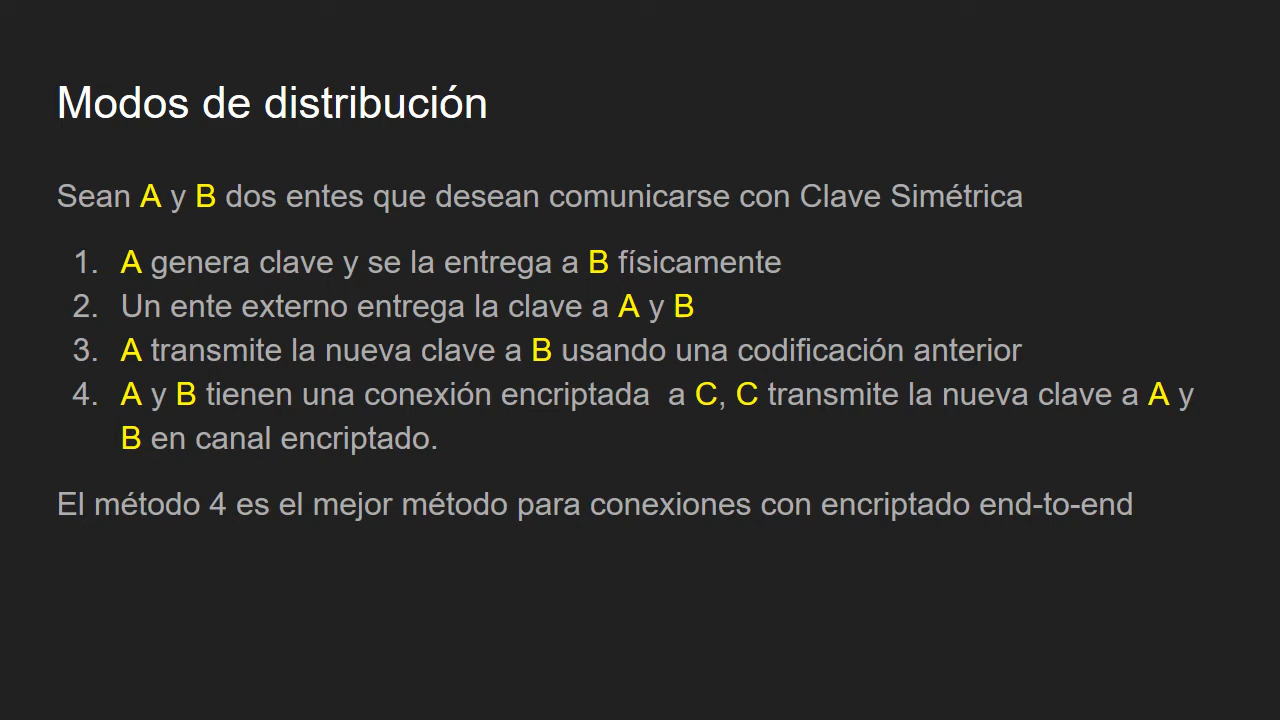 Modos de distribución
Sean A y B dos entes que desean comunicarse con Clave Simétrica
1. A genera clave y se la entrega a B físicamente
2. Un ente externo entrega la clave a A y B
3. A transmite la nueva clave a B usando una codificación anterior
4. A y B tienen una conexión encriptada  a C, C transmite la nueva clave a A y
B en canal encriptado.
El método 4 es el mejor método para conexiones con encriptado end-to-end